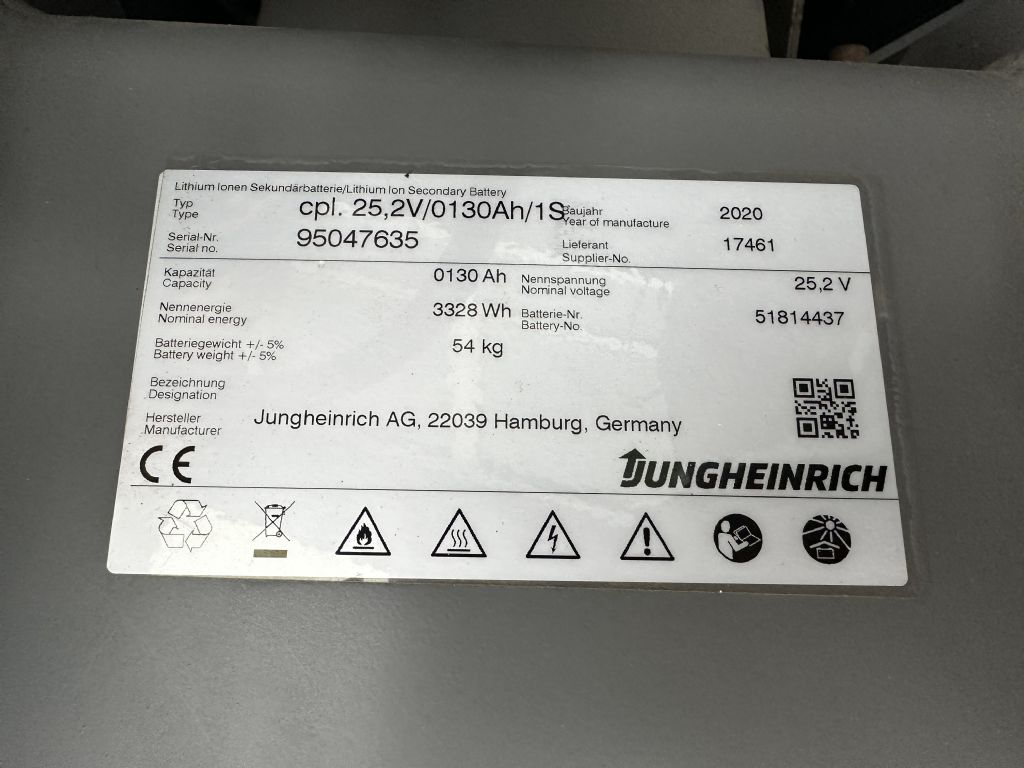 Lithium Ionen Sekundärbatterie/Lithium Ion Secondary Battery
Typ
Type
cpl. 25,2V/0130Ah/1S
Baujahr
Year of manufacture
2020
Serial-Nr.
Serial no.
95047635
Lieferant
Supplier-No.
17461
Kapazität
Capacity
0130 Ah
Nennspannung
Nominal voltage
25,2 V
Nennenergie
Nominal energy
3328 Wh
Batterie-Nr.
Battery-No.
51814437
Batteriegewicht +/- 5%
Battery weight +/- 5%
54 kg
Bezeichnung
Designation
Hersteller
Manufacturer
Jungheinrich AG, 22039 Hamburg, Germany
CE
JUNGHEINRICH